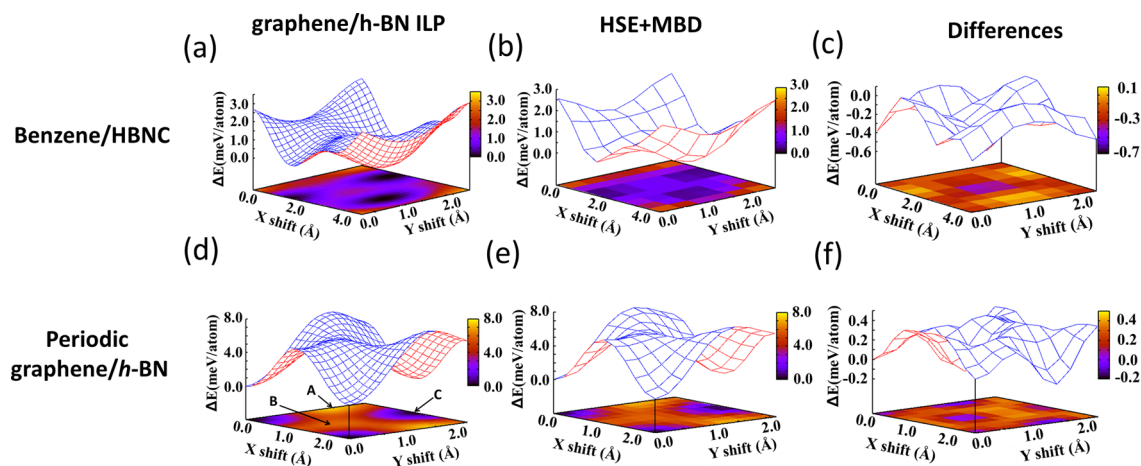 graphene/h-BN ILP
HSE+MBD
Differences
Benzene/HBNC
(a)
ΔE(meV/atom)
3.0
2.0
1.0
0.0
3.0
2.0
1.0
0.0
0.0
2.0
4.0
X shift (Å)
0.0
1.0
2.0
Y shift (Å)
(b)
ΔE(meV/atom)
3.0
2.0
1.0
0.0
3.0
2.0
1.0
0.0
0.0
2.0
4.0
X shift (Å)
0.0
1.0
2.0
Y shift (Å)
(c)
ΔE(meV/atom)
0.0
-0.2
-0.4
-0.6
0.1
-0.3
-0.7
0.0
2.0
4.0
X shift (Å)
0.0
1.0
2.0
Y shift (Å)
Periodic
graphene/h-BN
(d)
ΔE(meV/atom)
8.0
4.0
0.0
8.0
4.0
0.0
A
B
C
0.0
1.0
2.0
X shift (Å)
0.0
1.0
2.0
Y shift (Å)
(e)
ΔE(meV/atom)
8.0
4.0
0.0
8.0
4.0
0.0
0.0
1.0
2.0
X shift (Å)
0.0
1.0
2.0
Y shift (Å)
(f)
ΔE(meV/atom)
0.4
0.2
0.0
-0.2
0.4
0.2
0.0
-0.2
0.0
1.0
2.0
X shift (Å)
0.0
1.0
2.0
Y shift (Å)